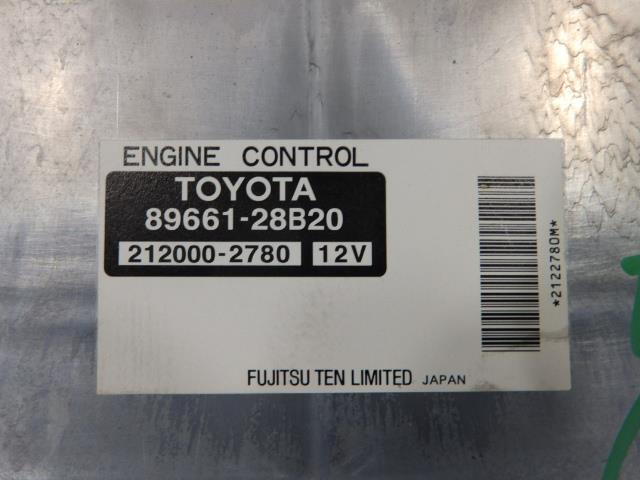 ENGINE CONTROL
TOYOTA
89661-28B20
212000-2780 12V
*2122780M*
FUJITSU TEN LIMITED JAPAN